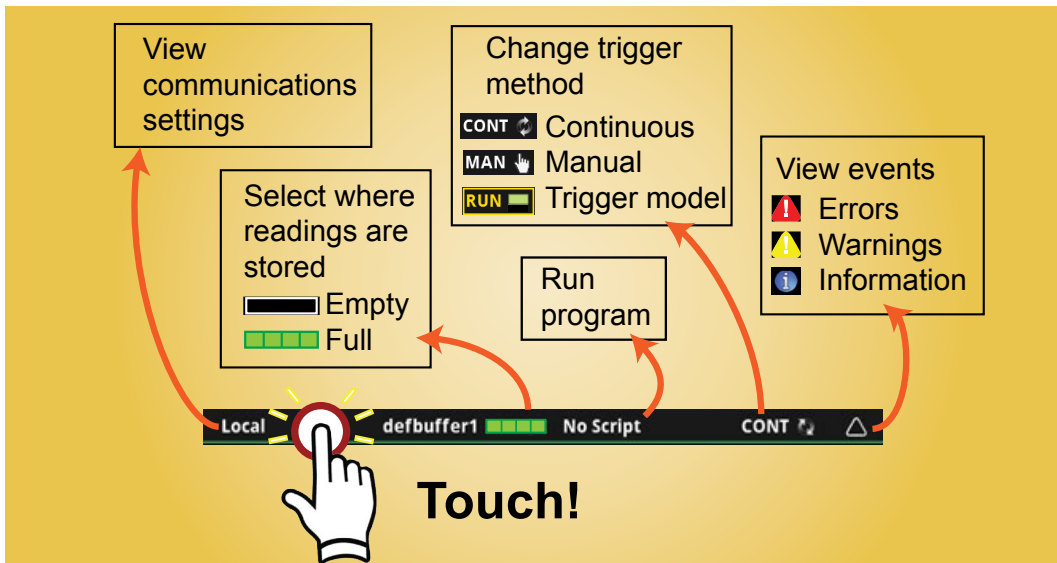 View
communications
settings
Change trigger
method
CONT Continuous
MAN Manual
RUN Trigger model
View events
! Errors
! Warnings
i Information
Select where
readings are
stored
Empty
Full
Run
program
Local defbuffer1 No Script CONT
Touch!